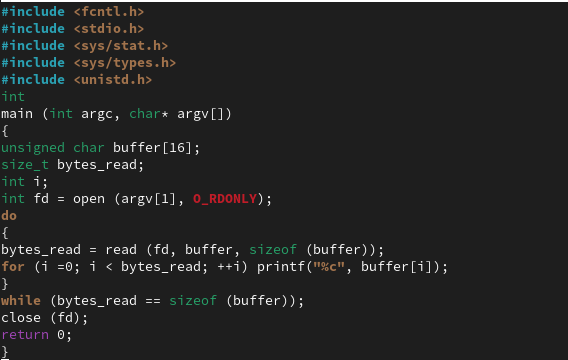 #include <fcntl.h>
#include <stdio.h>
#include <sys/stat.h>
#include <sys/types.h>
#include <unistd.h>
int
main (int argc, char* argv[])
{
unsigned char buffer[16];
size_t bytes_read;
int i;
int fd = open (argv[1], O_RDONLY);
do
{
bytes_read = read (fd, buffer, sizeof (buffer));
for (i =0; i < bytes_read; ++i) printf("%c", buffer[i]);
}
while (bytes_read == sizeof (buffer));
close (fd);
return 0;
}